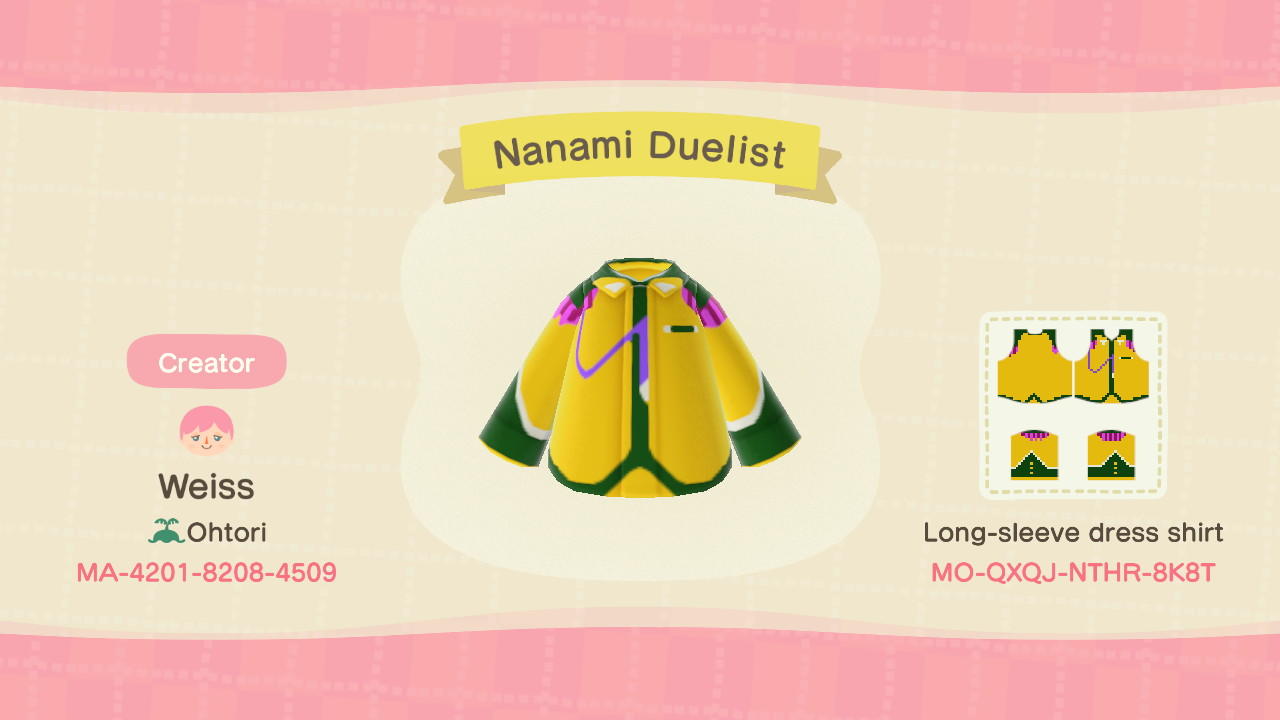 Nanami Duelist
Creator
Weiss
Ohtori
MA-4201-8208-4509
Long-sleeve dress shirt
MO-QXQJ-NTHR-8K8T